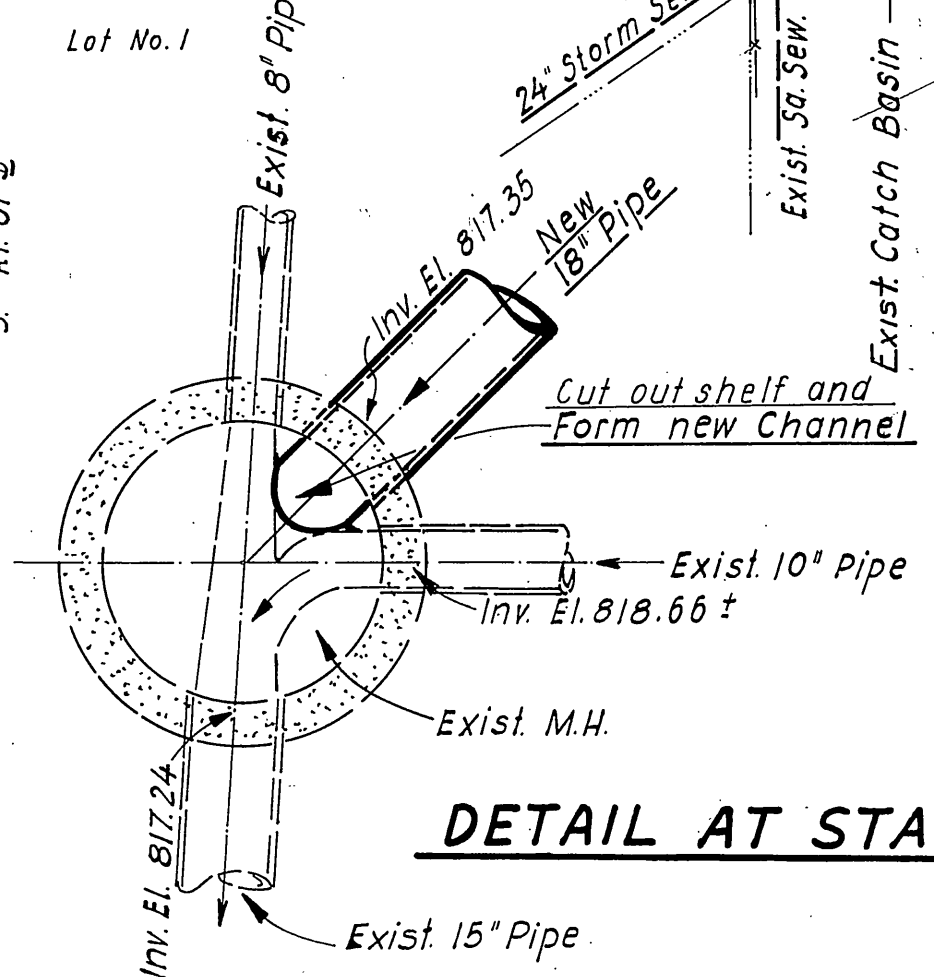 Lot No. 1
Exist. 8" Pip
24" Storm Se
Exist. Sa. Sew.
Exist. Catch Basin
Inv. El. 817.35
New
18" Pipe
Cut out shelf and
Form new Channel
Exist. 10" Pipe
Inv. El. 818.66 ±
Exist. M.H.
Inv. El. 817.24
DETAIL AT STA
Exist. 15" Pipe